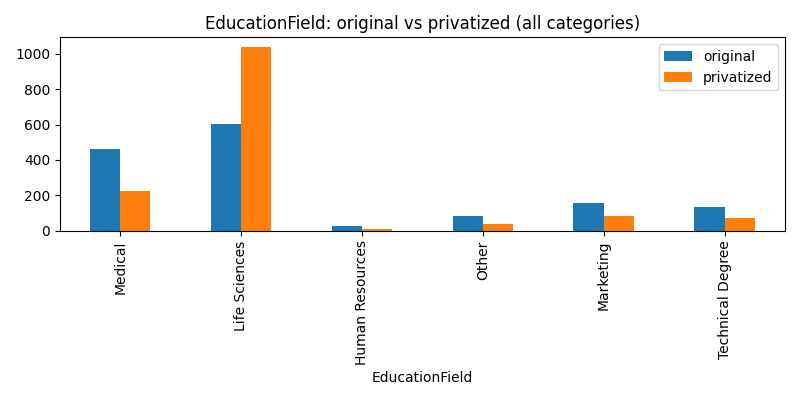 EducationField: original vs privatized (all categories)
original
privatized
1000
800
600
400
200
0
Medical
Life Sciences
Human Resources
Other
Marketing
Technical Degree
EducationField